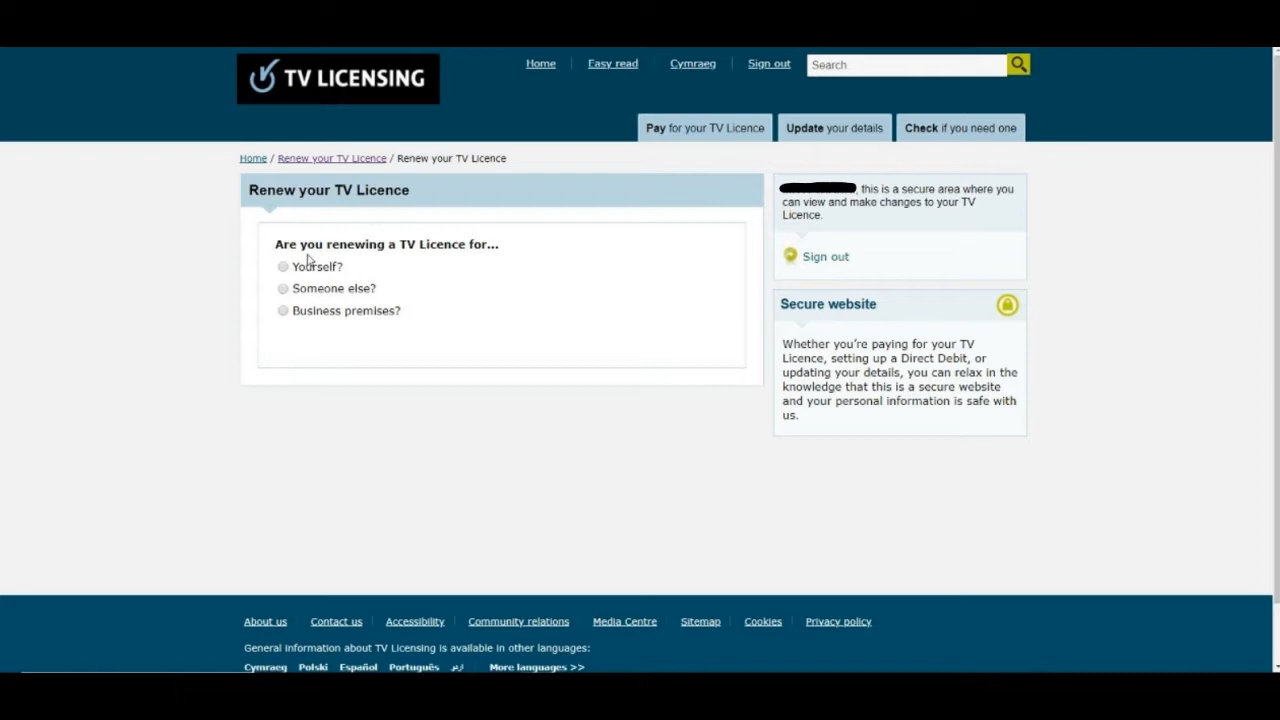 TV LICENSING
Home
Easy read
Cymraeg
Sign out
Search
Pay for your TV Licence
Update your details
Check if you need one
Home / Renew your TV Licence / Renew your TV Licence
Renew your TV Licence
Are you renewing a TV Licence for...
Yourself?
Someone else?
Business premises?
, this is a secure area where you
can view and make changes to your TV
Licence.
Sign out
Secure website
Whether you're paying for your TV
Licence, setting up a Direct Debit, or
updating your details, you can relax in the
knowledge that this is a secure website
and your personal information is safe with
us.
About us
Contact us
Accessibility
Community relations
Media Centre
Sitemap
Cookies
Privacy policy
General information about TV Licensing is available in other languages:
Cymraeg
Polski
Español
Português
More languages >>